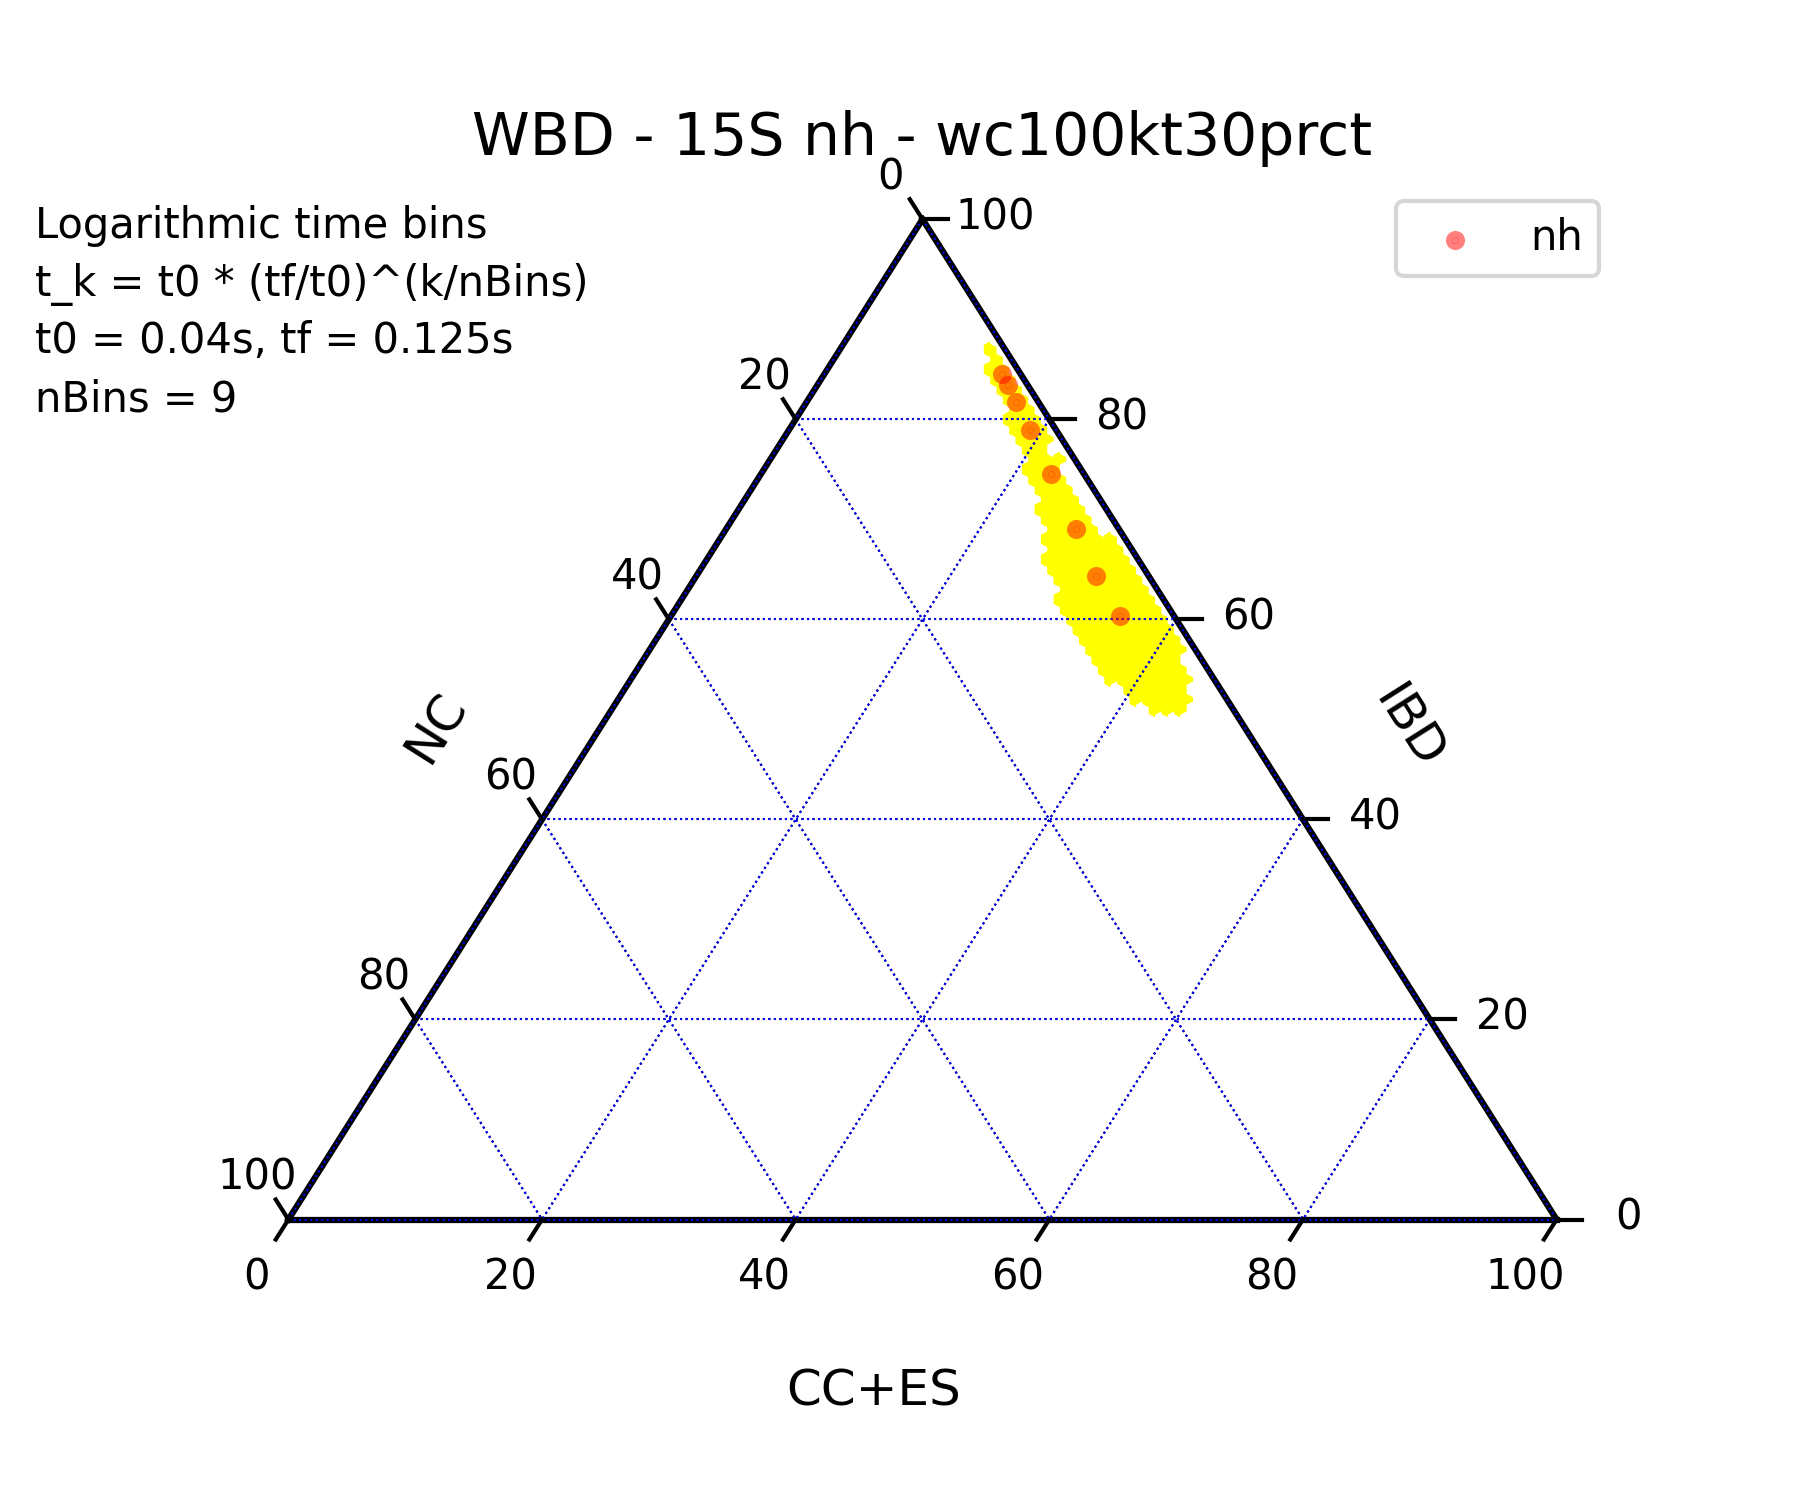 WBD - 15S nh - wc100kt30prct
Logarithmic time bins
t_k = t0 * (tf/t0)^(k/nBins)
t0 = 0.04s, tf = 0.125s
nBins = 9
nh
0
100
20
80
40
60
NC
IBD
60
40
80
20
100
0
0
20
40
60
80
100
CC+ES